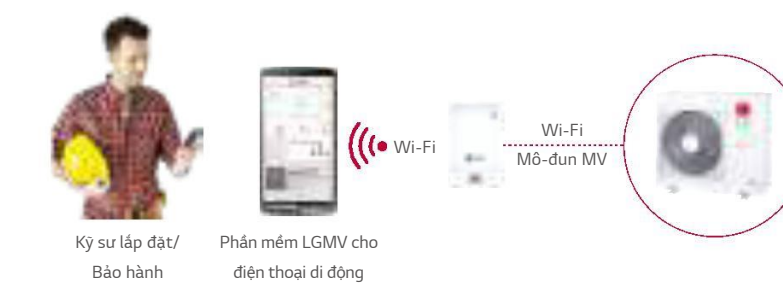 Wi-Fi
Wi-Fi
Mô-đun MV
Kỹ sư lắp đặt/
Bảo hành
Phần mềm LGMV cho
điện thoại di động